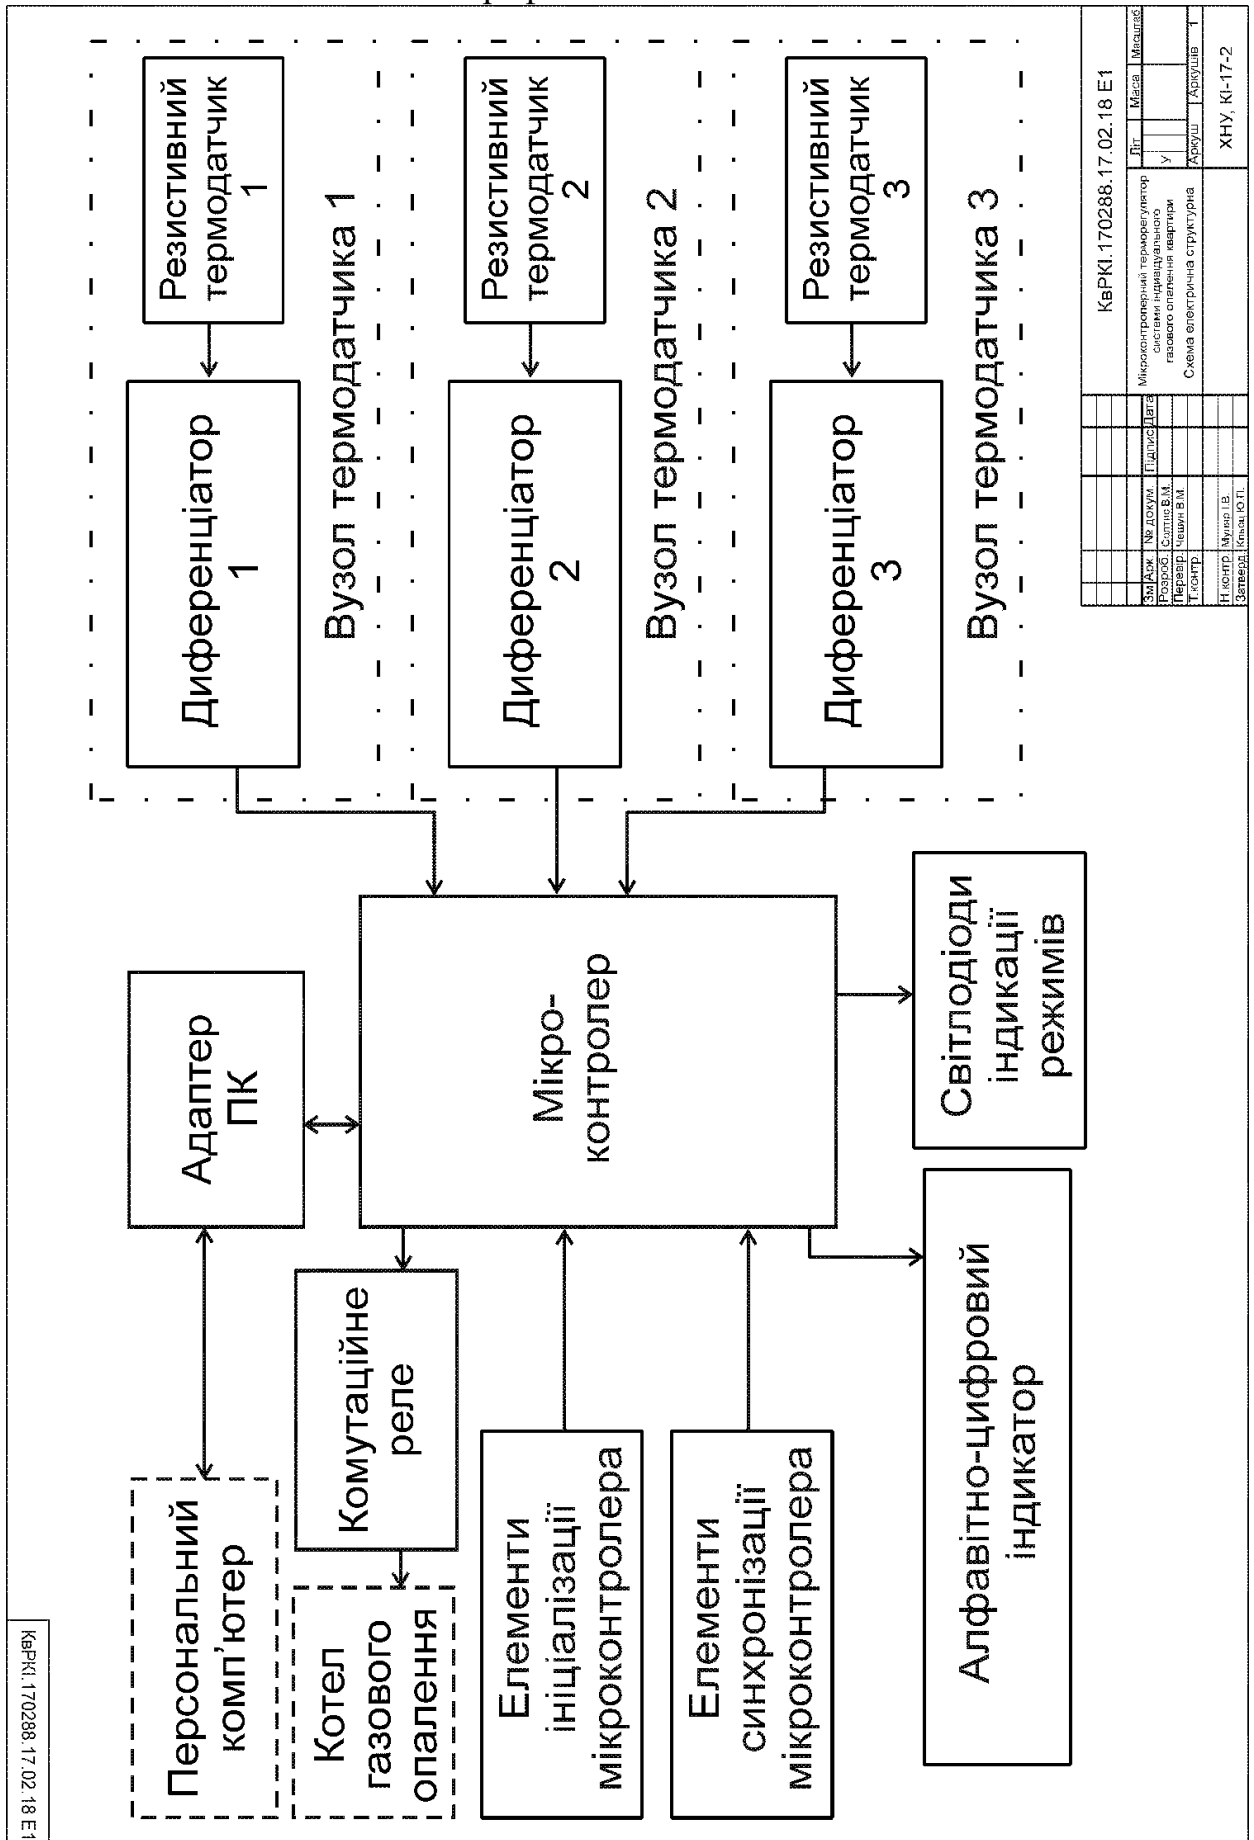 Персональний
комп'ютер
Адаптер
ПК
Диференціатор
1
Резистивний
термодатчик
1
Вузол термодатчика 1
Котел
газового
опалення
Комутаційне
реле
Мікро-
контролер
Диференціатор
2
Резистивний
термодатчик
2
Вузол термодатчика 2
Елементи
ініціалізації
мікроконтролера
Елементи
синхронізації
мікроконтролера
Диференціатор
3
Резистивний
термодатчик
3
Вузол термодатчика 3
Алфавітно-цифровий
індикатор
Світлодіоди
індикації
режимів
КвРКІ.170288.17.02.18 Е1
КвРКІ.170288.17.02.18 Е1
Зм Арк. № докум. Підпис Дата
Розроб.
Перевір. Чешун В.М.
Т.контр.
Н.контр. Муляр І.В.
Затверд. Кльоц Ю.П.
Мікроконтролерний терморегулятор
системи індивідуального
газового опалення квартири
Схема електрична структурна
Літ Маса Масштаб
У
Аркуш Аркушів 1
ХНУ, КІ-17-2